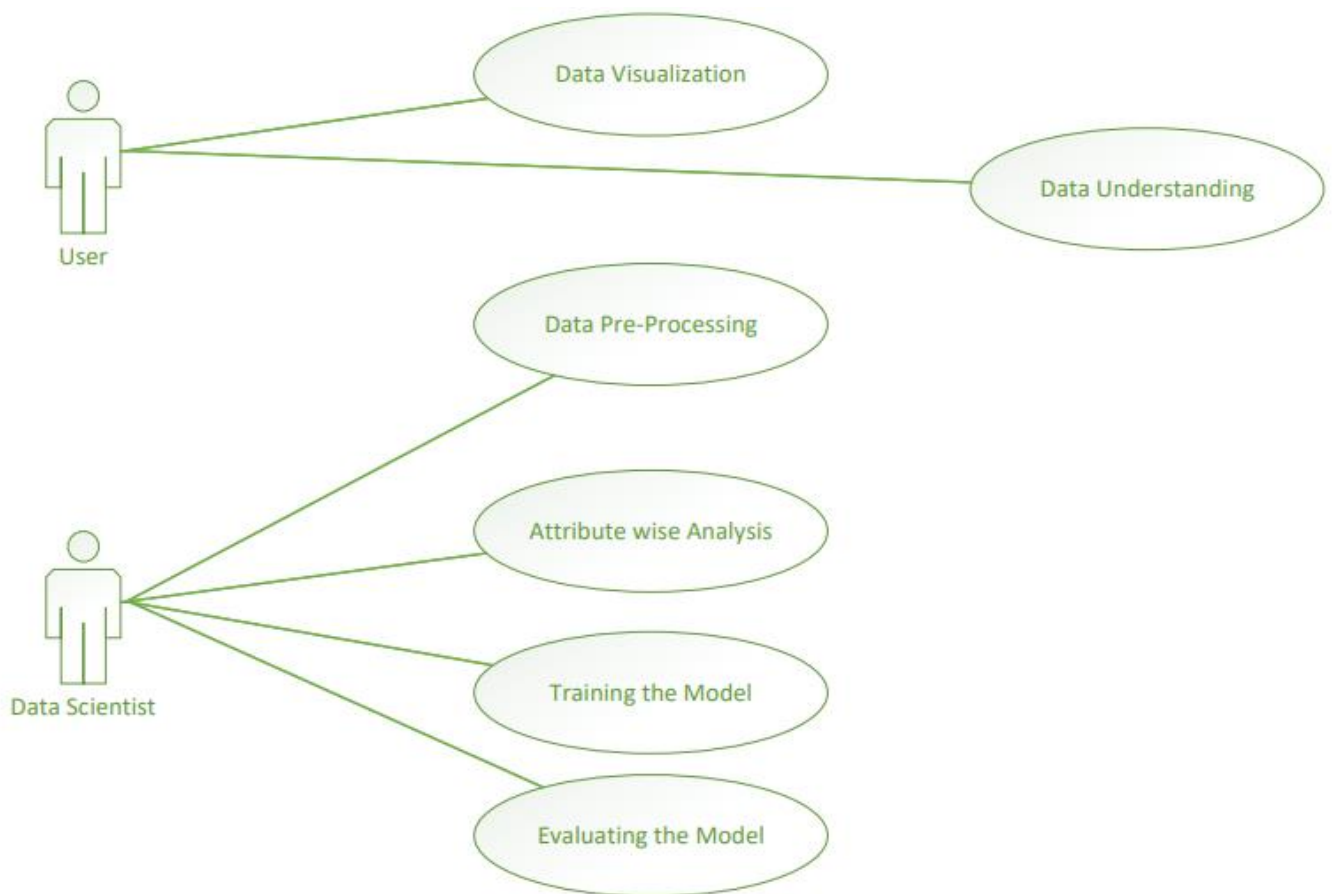 Data Visualization
Data Understanding
User
Data Pre-Processing
Attribute wise Analysis
Training the Model
Data Scientist
Evaluating the Model